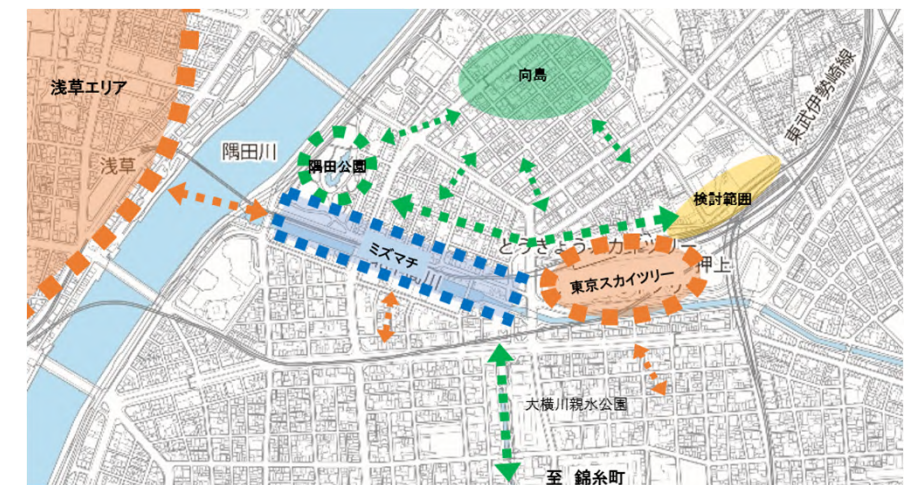 向島
東武伊勢崎線
浅草エリア
隅田川
浅草
隅田公園
検討範囲
とうきょうスカイツリー
ミズマチ
押上
東京スカイツリー
川
大横川親水公園
至 錦糸町